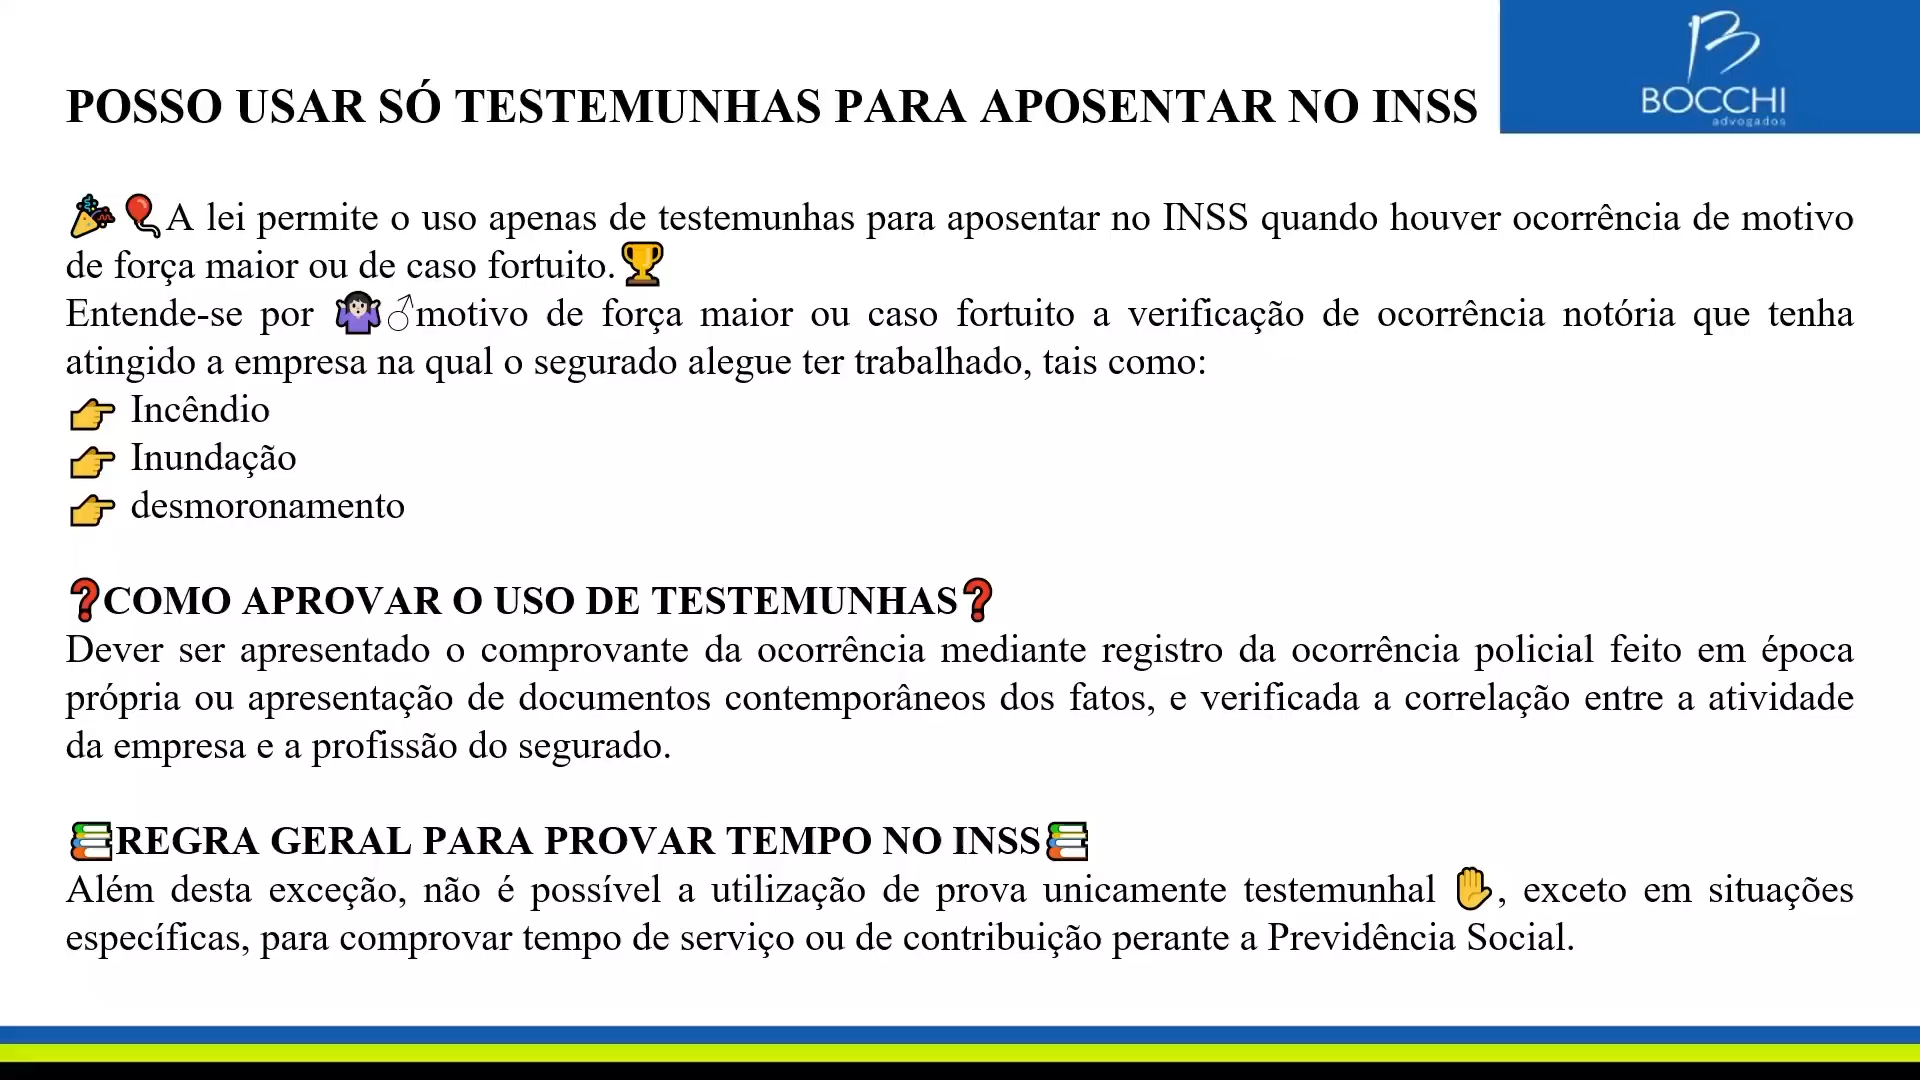 BOCCHI
advogados
POSSO USAR SÓ TESTEMUNHAS PARA APOSENTAR NO INSS
🎉🎈A lei permite o uso apenas de testemunhas para aposentar no INSS quando houver ocorrência de motivo
de força maior ou de caso fortuito.🏆
Entende-se por 🤷🏻♂motivo de força maior ou caso fortuito a verificação de ocorrência notória que tenha
atingido a empresa na qual o segurado alegue ter trabalhado, tais como:
👉 Incêndio
👉 Inundação
👉 desmoronamento
❓COMO APROVAR O USO DE TESTEMUNHAS❓
Dever ser apresentado o comprovante da ocorrência mediante registro da ocorrência policial feito em época
própria ou apresentação de documentos contemporâneos dos fatos, e verificada a correlação entre a atividade
da empresa e a profissão do segurado.
📚REGRA GERAL PARA PROVAR TEMPO NO INSS📚
Além desta exceção, não é possível a utilização de prova unicamente testemunhal ✋, exceto em situações
específicas, para comprovar tempo de serviço ou de contribuição perante a Previdência Social.